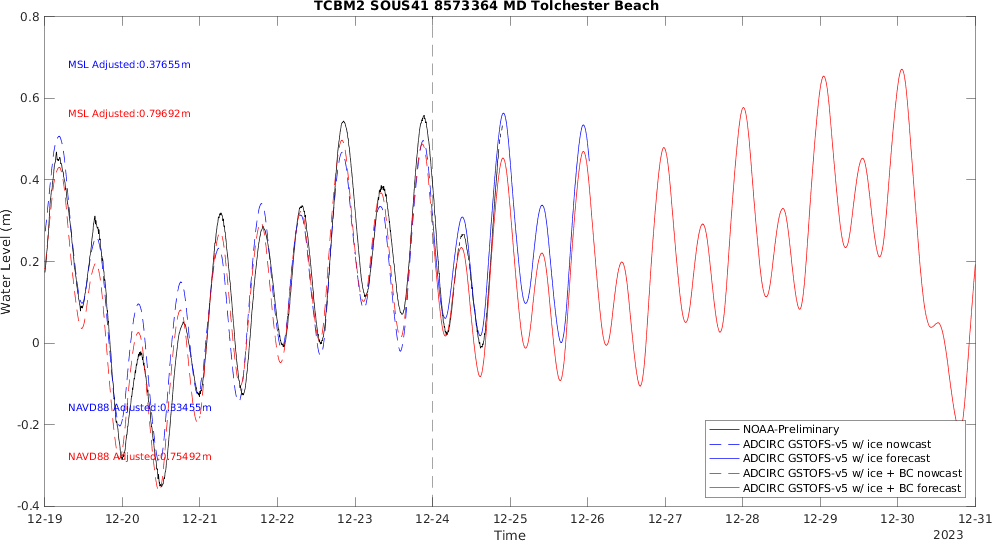 TCBM2 SOUS41 8573364 MD Tolchester Beach
0.8
0.6
0.4
0.2
0
-0.2
-0.4
Water Level (m)
MSL Adjusted:0.37655m
MSL Adjusted:0.79692m
NAVD88 Adjusted:0.33455m
NAVD88 Adjusted:0.75492m
NOAA-Preliminary
ADCIRC GSTOFS-v5 w/ ice nowcast
ADCIRC GSTOFS-v5 w/ ice forecast
ADCIRC GSTOFS-v5 w/ ice + BC nowcast
ADCIRC GSTOFS-v5 w/ ice + BC forecast
12-19 12-20 12-21 12-22 12-23 12-24 12-25 12-26 12-27 12-28 12-29 12-30 12-31
Time
2023